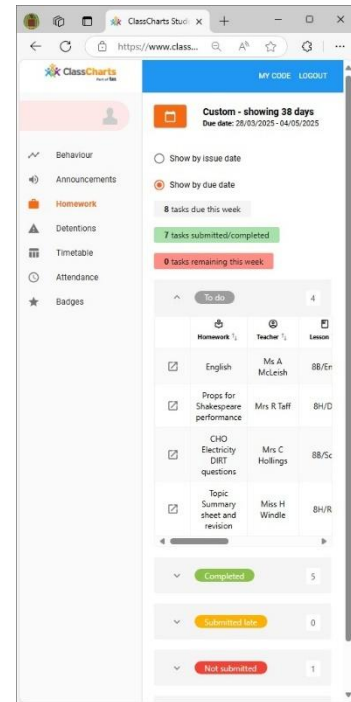 ClassCharts Stud
https://www.class...
ClassCharts
Part of tes
MY CODE LOGOUT
Custom - showing 38 days
Due date: 28/03/2025 - 04/05/2025
Behaviour
Announcements
Homework
Detentions
Timetable
Attendance
Badges
Show by issue date
Show by due date
8 tasks due this week
7 tasks submitted/completed
0 tasks remaining this week
To do 4
Homework Teacher Lesson
English Ms A McLeish 8B/En
Props for Shakespeare performance Mrs R Taff 8H/D
CHO Electricity DIRT questions Mrs C Hollings 8B/Sc
Topic Summary sheet and revision Miss H Windle 8H/R
Completed 5
Submitted late 0
Not submitted 1